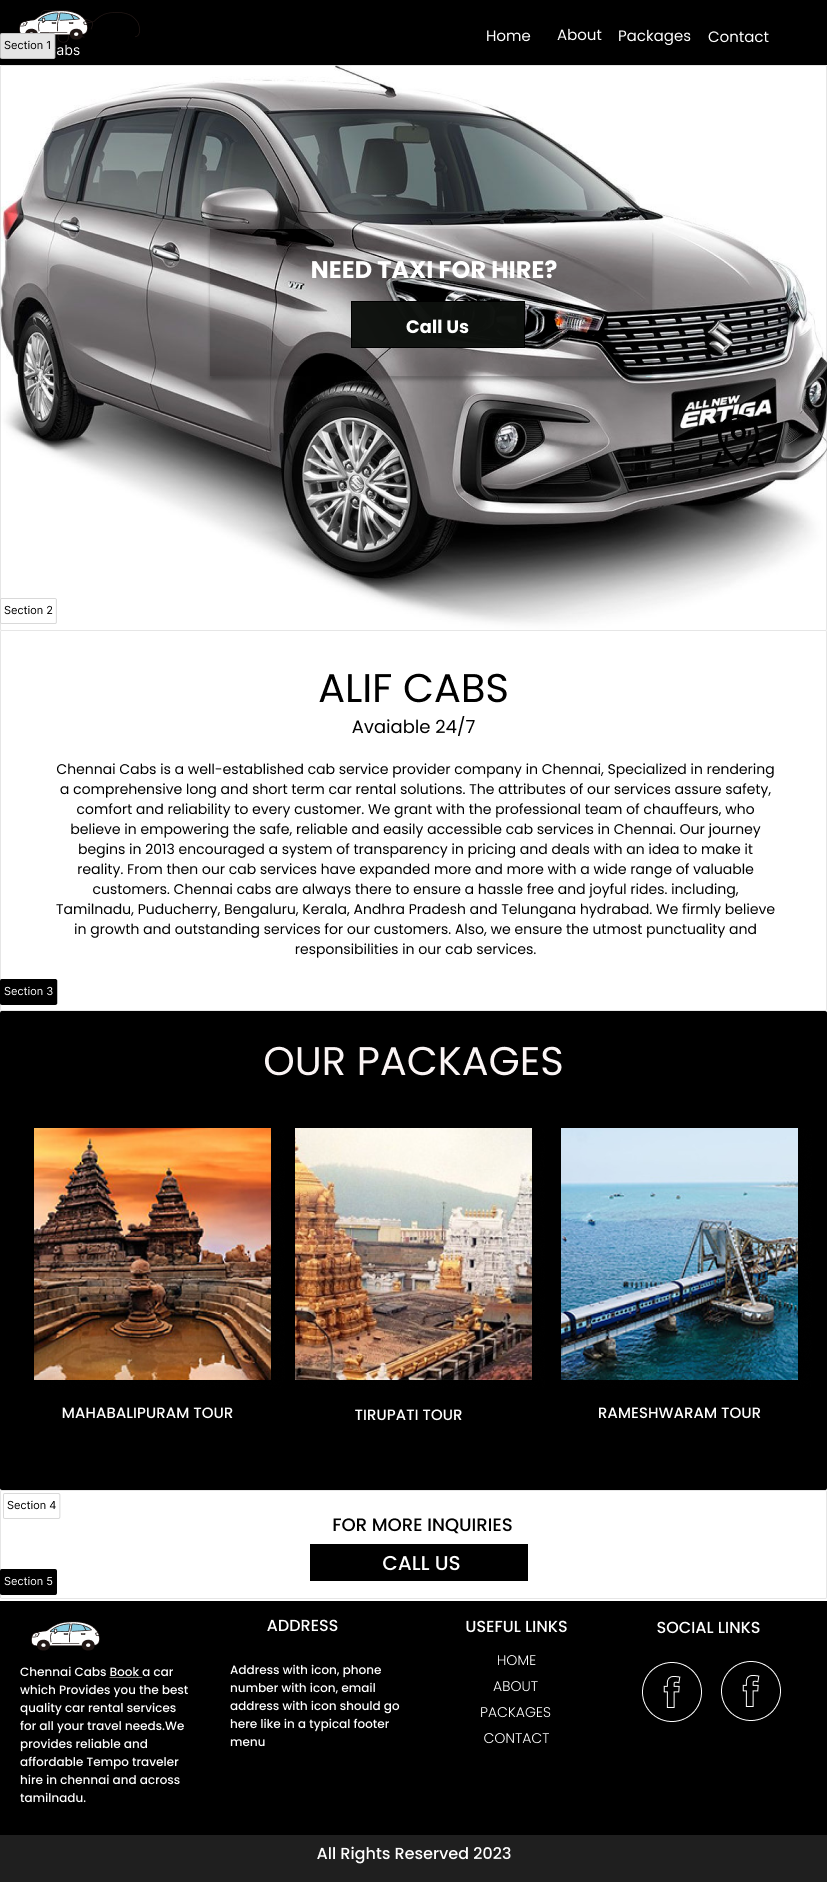 Section 1
abs
Home About Packages Contact
NEED TAXI FOR HIRE?
Call Us
VVT
ALL NEW
ERTIGA
Section 2
ALIF CABS
Avaiable 24/7
Chennai Cabs is a well-established cab service provider company in Chennai, Specialized in rendering
a comprehensive long and short term car rental solutions. The attributes of our services assure safety,
comfort and reliability to every customer. We grant with the professional team of chauffeurs, who
believe in empowering the safe, reliable and easily accessible cab services in Chennai. Our journey
begins in 2013 encouraged a system of transparency in pricing and deals with an idea to make it
reality. From then our cab services have expanded more and more with a wide range of valuable
customers. Chennai cabs are always there to ensure a hassle free and joyful rides. including,
Tamilnadu, Puducherry, Bengaluru, Kerala, Andhra Pradesh and Telungana hydrabad. We firmly believe
in growth and outstanding services for our customers. Also, we ensure the utmost punctuality and
responsibilities in our cab services.
Section 3
OUR PACKAGES
MAHABALIPURAM TOUR
TIRUPATI TOUR
RAMESHWARAM TOUR
Section 4
FOR MORE INQUIRIES
CALL US
Section 5
Chennai Cabs Book a car
which Provides you the best
quality car rental services
for all your travel needs.We
provides reliable and
affordable Tempo traveler
hire in chennai and across
tamilnadu.
ADDRESS
Address with icon, phone
number with icon, email
address with icon should go
here like in a typical footer
menu
USEFUL LINKS
HOME
ABOUT
PACKAGES
CONTACT
SOCIAL LINKS
All Rights Reserved 2023